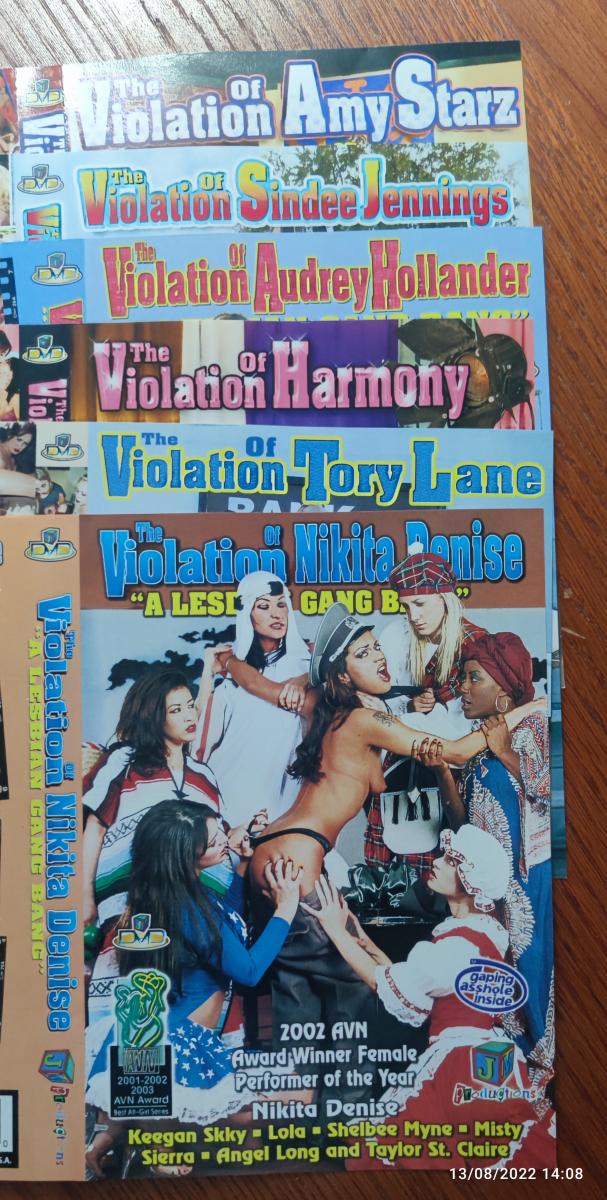 The Violation Of Amy Starz
The Violation Of Sindee Jennings
The Violation Of Audrey Hollander
The Violation Of Harmony
The Violation Of Tory Lane
The Violation Of Nikita Denise
"A LESBIAN GANG BANG"
The Violation of Nikita Denise
"A LESBIAN GANG BANG"
DVD
gaping
asshole
inside
AVN
2001-2002
2003
AVN Award
Best All-Girl Series
2002 AVN
Award Winner Female
Performer of the Year
Nikita Denise
JM
Productions
Keegan Skky ▪ Lola ▪ Shelbee Myne ▪ Misty
Sierra ▪ Angel Long and Taylor St. Claire
13/08/2022 14:08